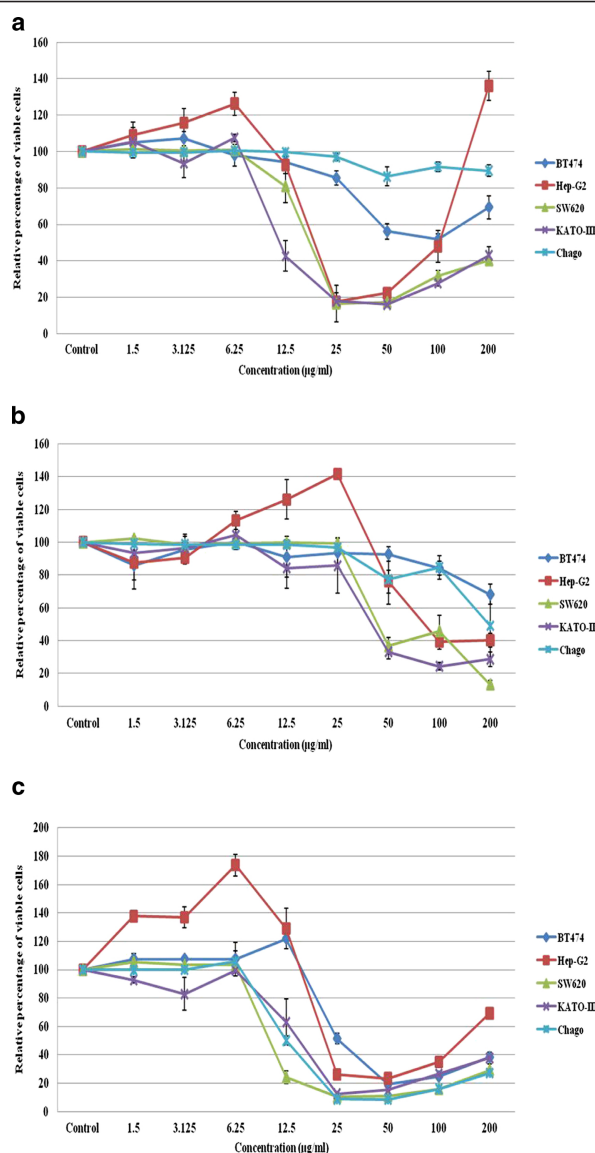 a
160
140
120
100
80
60
40
20
0
Relative percentage of viable cells
Control 1.5 3.125 6.25 12.5 25 50 100 200
Concentration (µg/ml)
BT474
Hep-G2
SW620
KATO-III
Chago
b
160
140
120
100
80
60
40
20
0
Relative percentage of viable cells
Control 1.5 3.125 6.25 12.5 25 50 100 200
Concentration (µg/ml)
BT474
Hep-G2
SW620
KATO-III
Chago
c
200
180
160
140
120
100
80
60
40
20
0
Relative percentage of viable cells
Control 1.5 3.125 6.25 12.5 25 50 100 200
Concentration (µg/ml)
BT474
Hep-G2
SW620
KATO-III
Chago